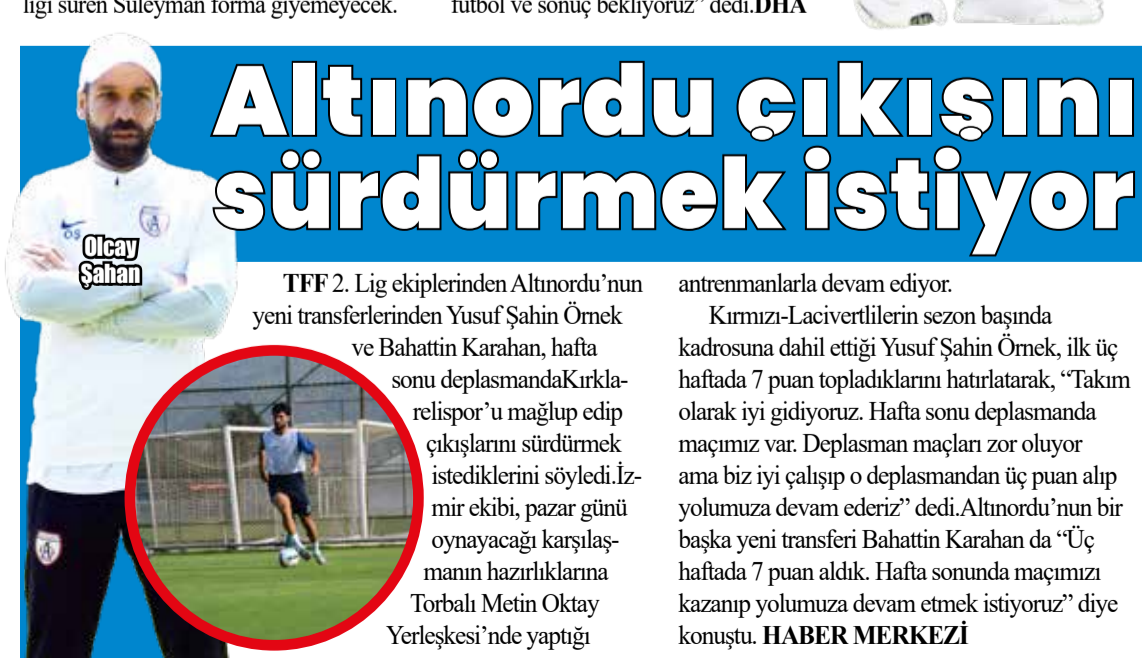 liği süren Süleyman forma giyemeyecek.
futbol ve sonuç bekliyoruz” dedi.DHA
Altınordu çıkışını
sürdürmek istiyor
OŞ
Olcay
Şahan
TFF 2. Lig ekiplerinden Altınordu’nun
yeni transferlerinden Yusuf Şahin Örnek
ve Bahattin Karahan, hafta
sonu deplasmandaKırkla-
relispor’u mağlup edip
çıkışlarını sürdürmek
istediklerini söyledi.İz-
mir ekibi, pazar günü
oynayacağı karşılaş-
manın hazırlıklarına
Torbalı Metin Oktay
Yerleşkesi’nde yaptığı
antrenmanlarla devam ediyor.
Kırmızı-Lacivertlilerin sezon başında
kadrosuna dahil ettiği Yusuf Şahin Örnek, ilk üç
haftada 7 puan topladıklarını hatırlatarak, “Takım
olarak iyi gidiyoruz. Hafta sonu deplasmanda
maçımız var. Deplasman maçları zor oluyor
ama biz iyi çalışıp o deplasmandan üç puan alıp
yolumuza devam ederiz” dedi.Altınordu’nun bir
başka yeni transferi Bahattin Karahan da “Üç
haftada 7 puan aldık. Hafta sonunda maçımızı
kazanıp yolumuza devam etmek istiyoruz” diye
konuştu. HABER MERKEZİ